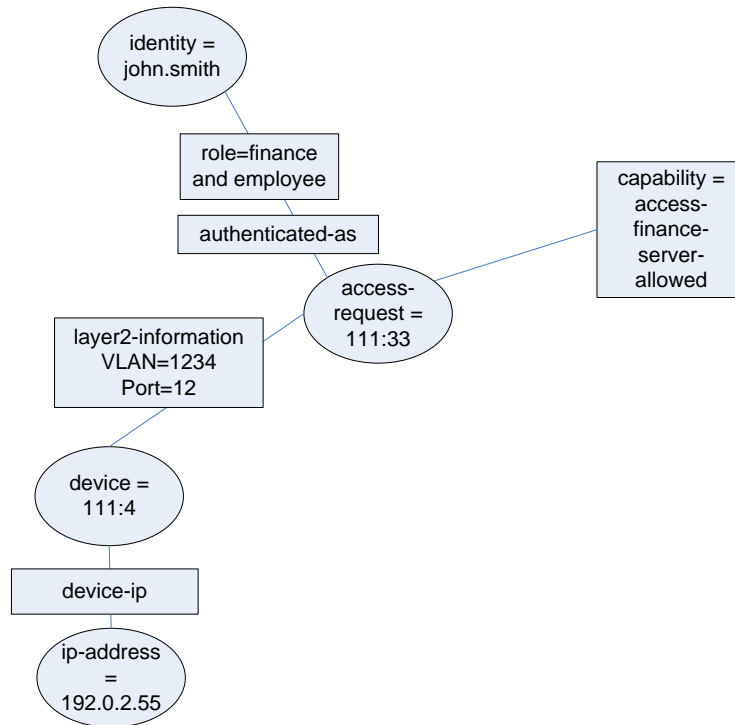 identity =
john.smith
role=finance
and employee
authenticated-as
capability =
access-
finance-
server-
allowed
access-
request =
111:33
layer2-information
VLAN=1234
Port=12
device =
111:4
device-ip
ip-address
=
192.0.2.55